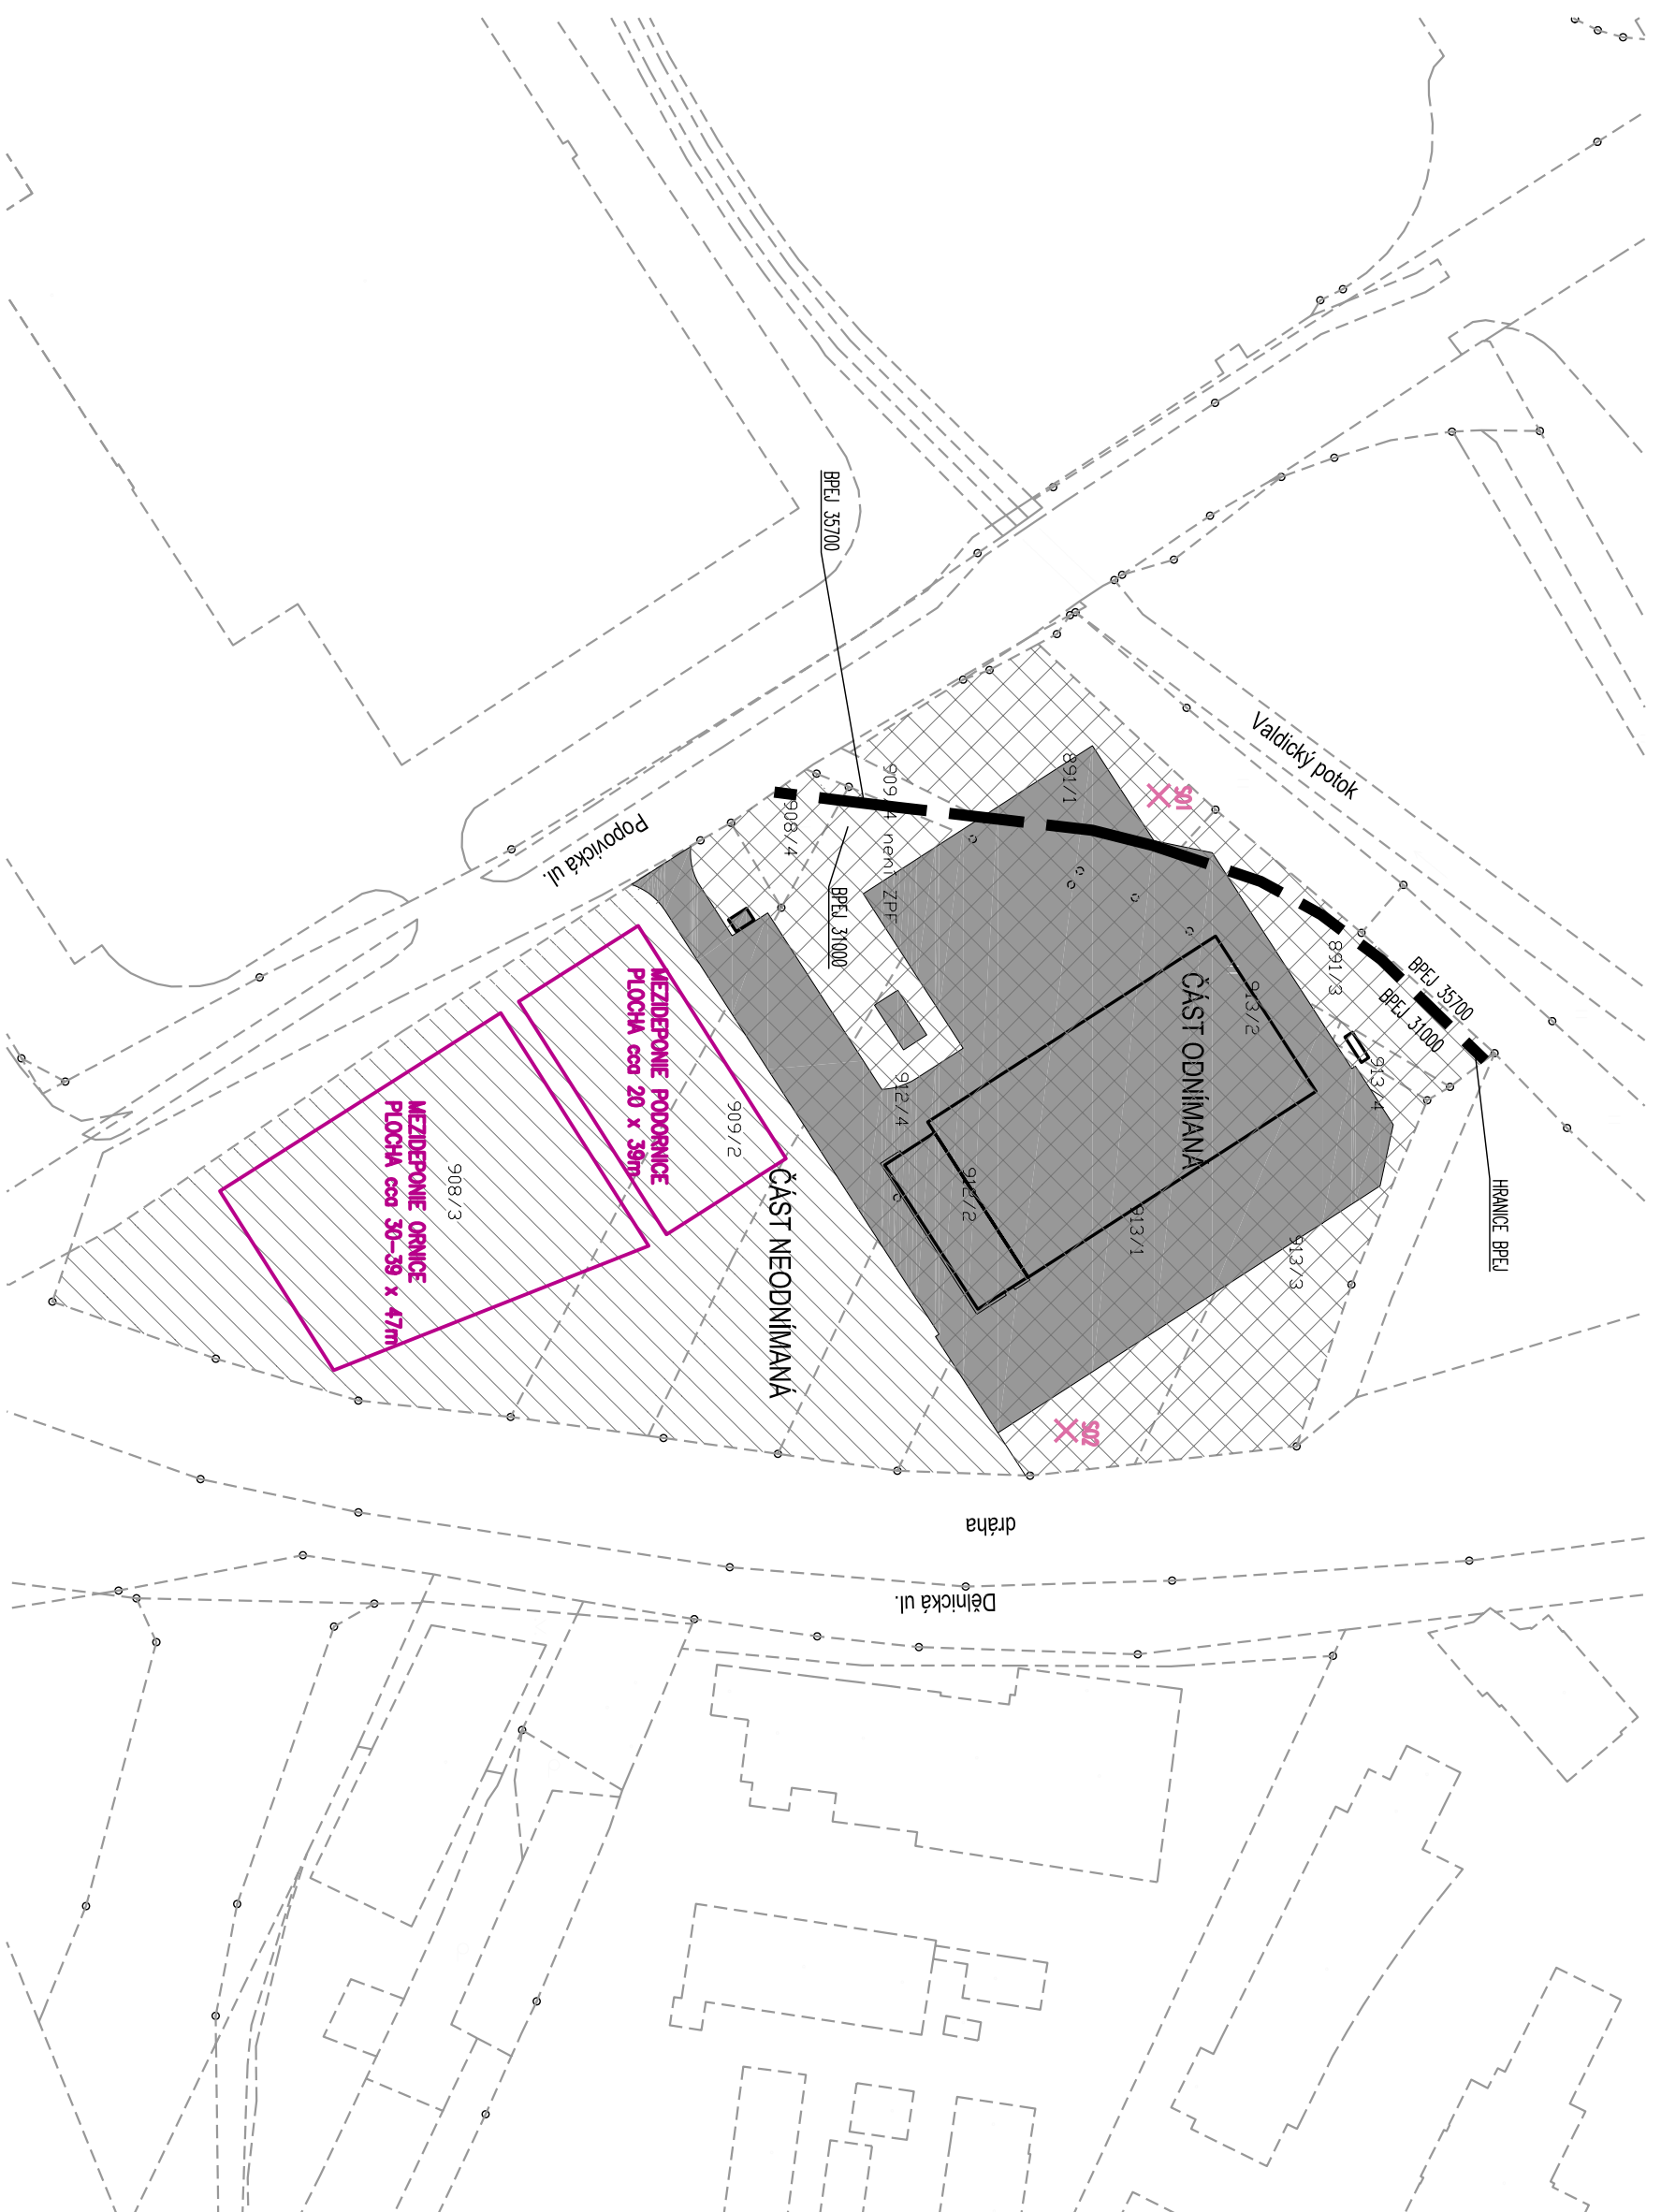 BPEJ 35700
Valdický potok
891/1
S01
909/4 není ZPF
908/4
Popovická ul.
BPEJ 31000
891/3
BPEJ 35700
BPEJ 31000
913/2
913/4
ČÁST ODNÍMANÁ
MEZIDEPONIE PODORNICE
PLOCHA cca 20 x 39m
909/2
912/4
912/2
913/1
913/3
HRANICE BPEJ
MEZIDEPONIE ORNICE
PLOCHA cca 30-39 x 47m
908/3
ČÁST NEODNÍMANÁ
S02
dráha
Dělnická ul.